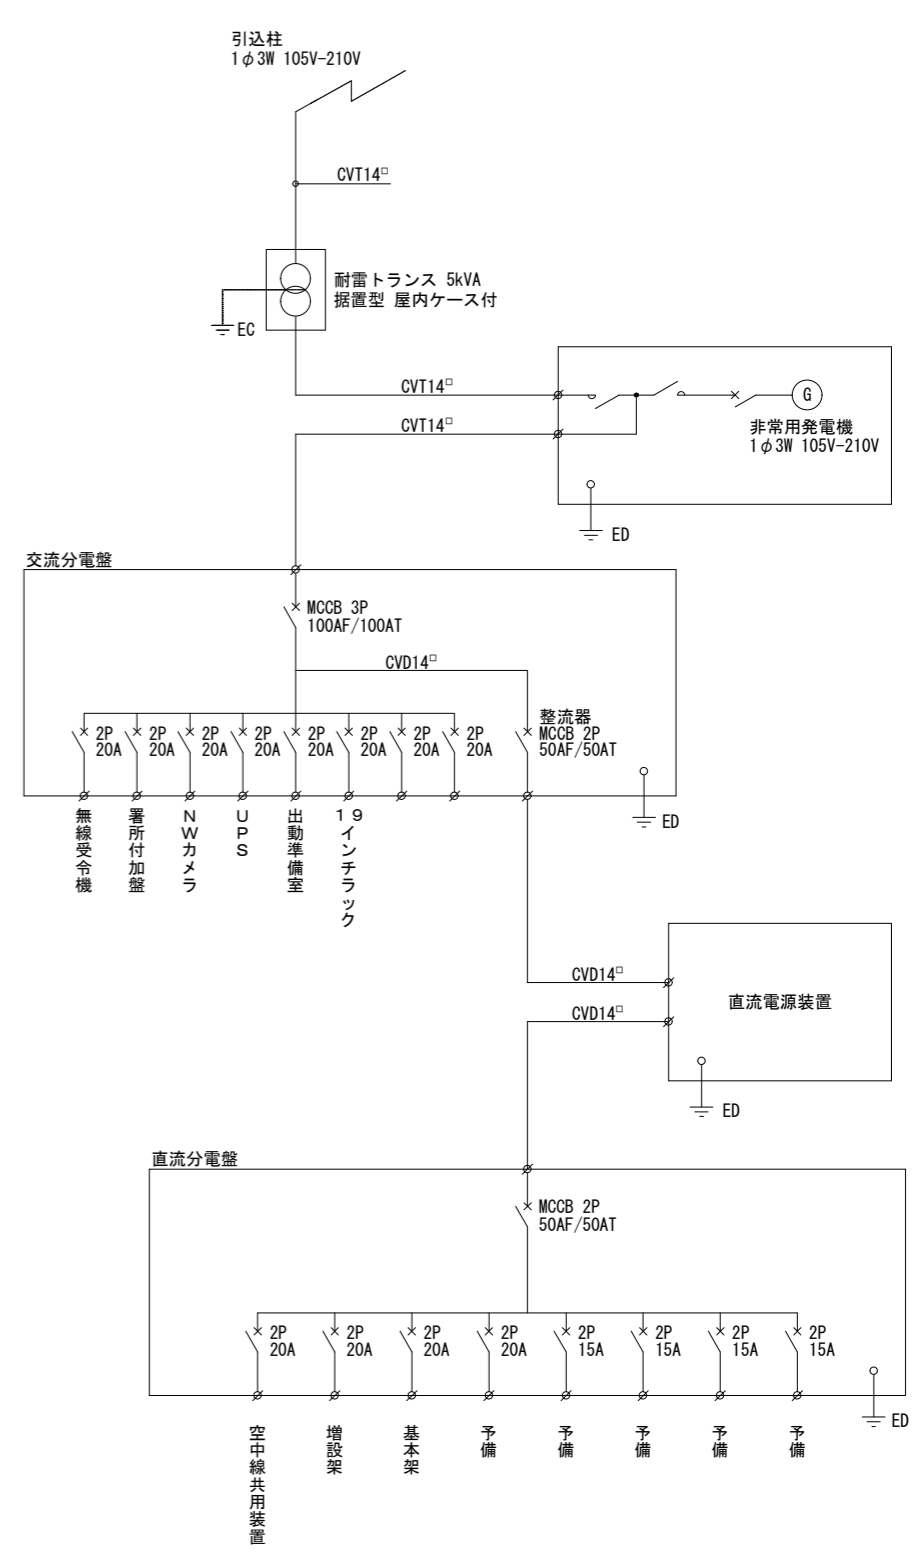 引込柱
1φ3W 105V-210V
CVT14□
耐雷トランス 5kVA
据置型 屋内ケース付
EC
CVT14□
CVT14□
G
非常用発電機
1φ3W 105V-210V
ED
交流分電盤
MCCB 3P
100AF/100AT
CVD14□
整流器
MCCB 2P
50AF/50AT
2P
20A
2P
20A
2P
20A
2P
20A
2P
20A
2P
20A
2P
20A
2P
20A
ED
無線受令機
署所付加盤
NWカメラ
UPS
出動準備室
19インチラック
CVD14□
CVD14□
直流電源装置
ED
直流分電盤
MCCB 2P
50AF/50AT
2P
20A
2P
20A
2P
20A
2P
20A
2P
15A
2P
15A
2P
15A
2P
15A
ED
空中線共用装置
増設架
基本架
予備
予備
予備
予備
予備